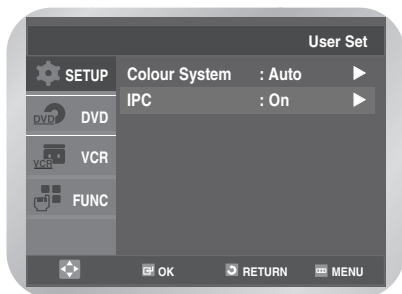 User Set
SETUP
Colour System : Auto
IPC : On
DVD DVD
VCR VCR
FUNC
OK RETURN MENU